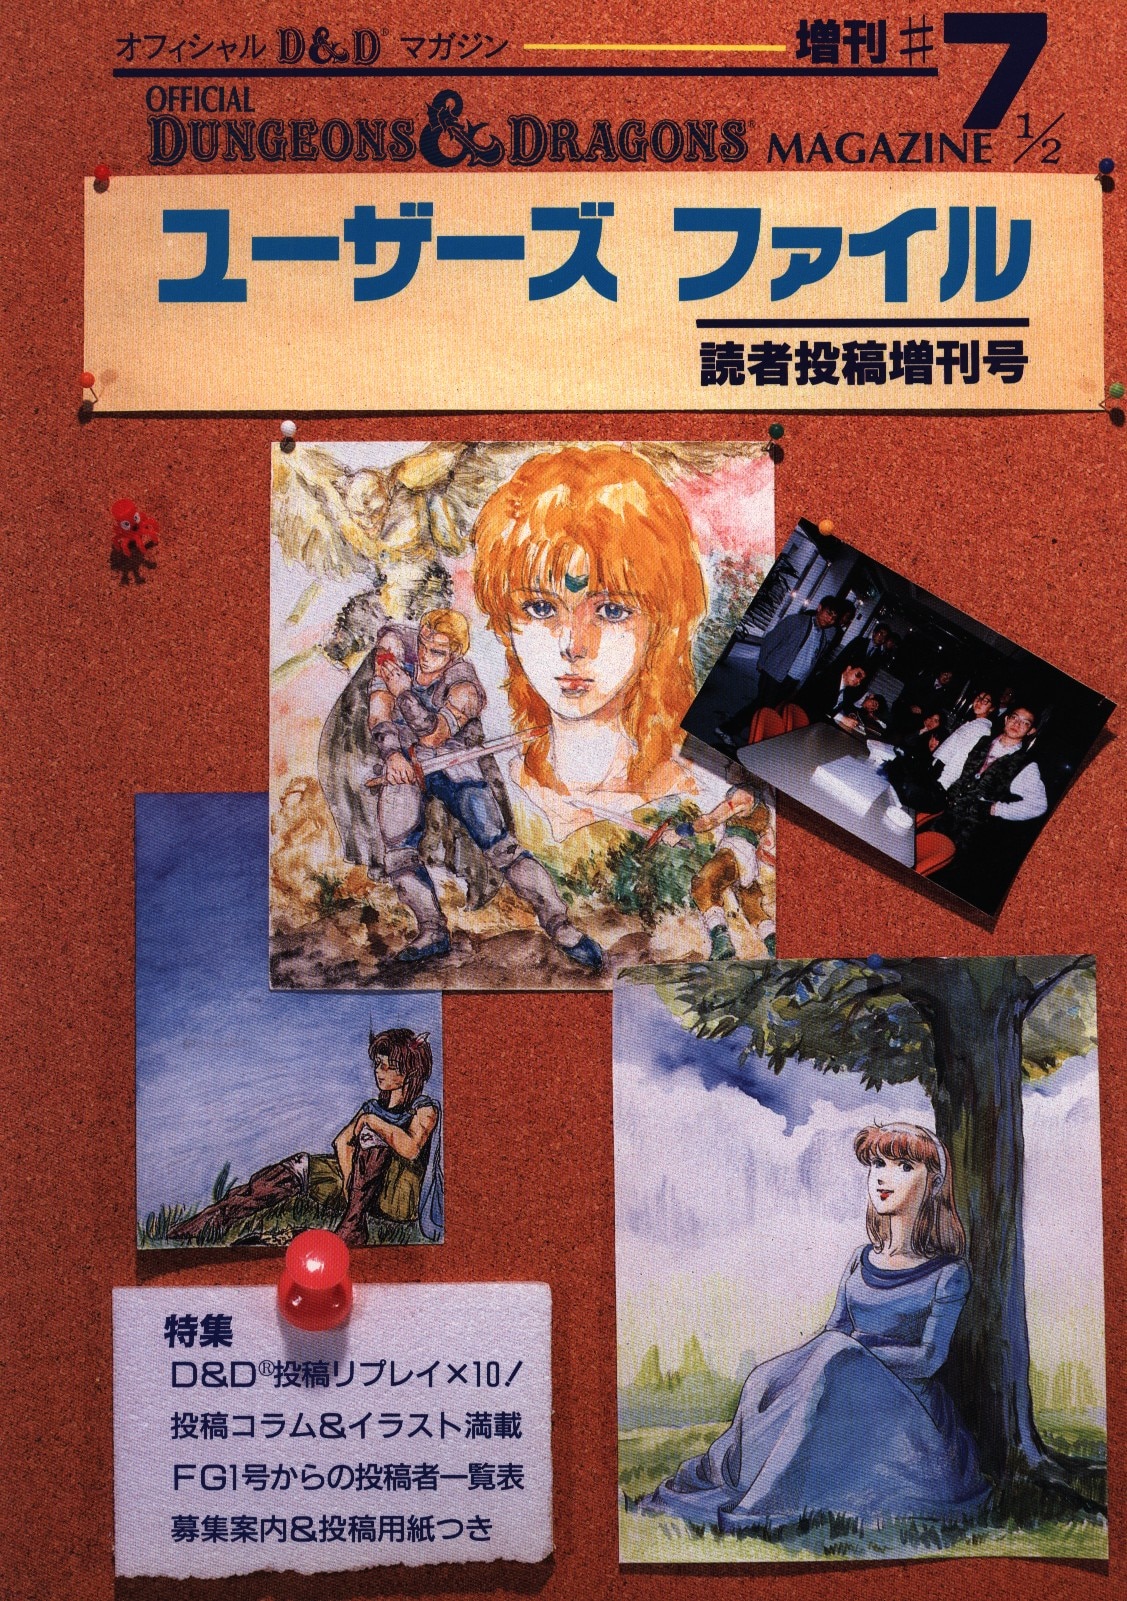 オフィシャル D&D® マガジン 増刊 #7 1/2
OFFICIAL
DUNGEONS & DRAGONS® MAGAZINE
ユーザーズ ファイル
読者投稿増刊号
特集
D&D®投稿リプレイ×10!
投稿コラム&イラスト満載
FG1号からの投稿者一覧表
募集案内&投稿用紙つき